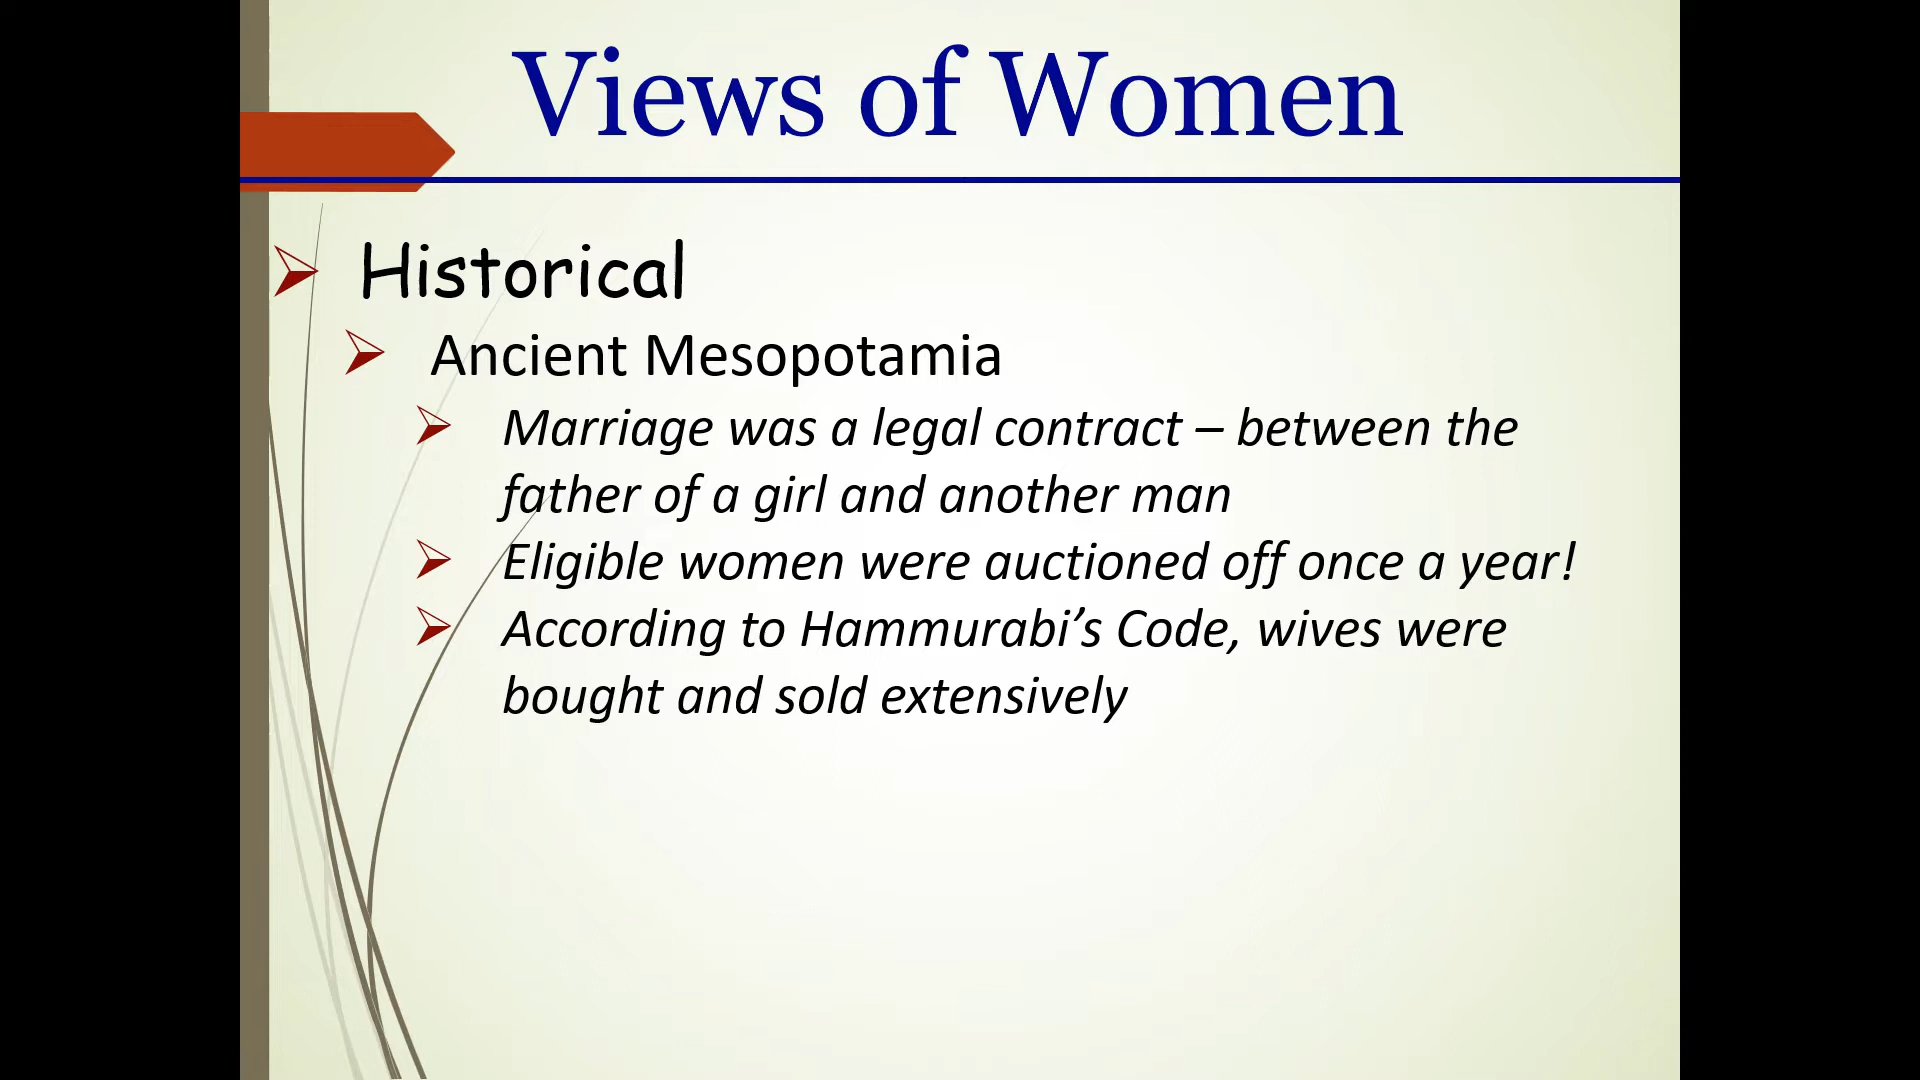 Views of Women
Historical
Ancient Mesopotamia
Marriage was a legal contract – between the
father of a girl and another man
Eligible women were auctioned off once a year!
According to Hammurabi’s Code, wives were
bought and sold extensively